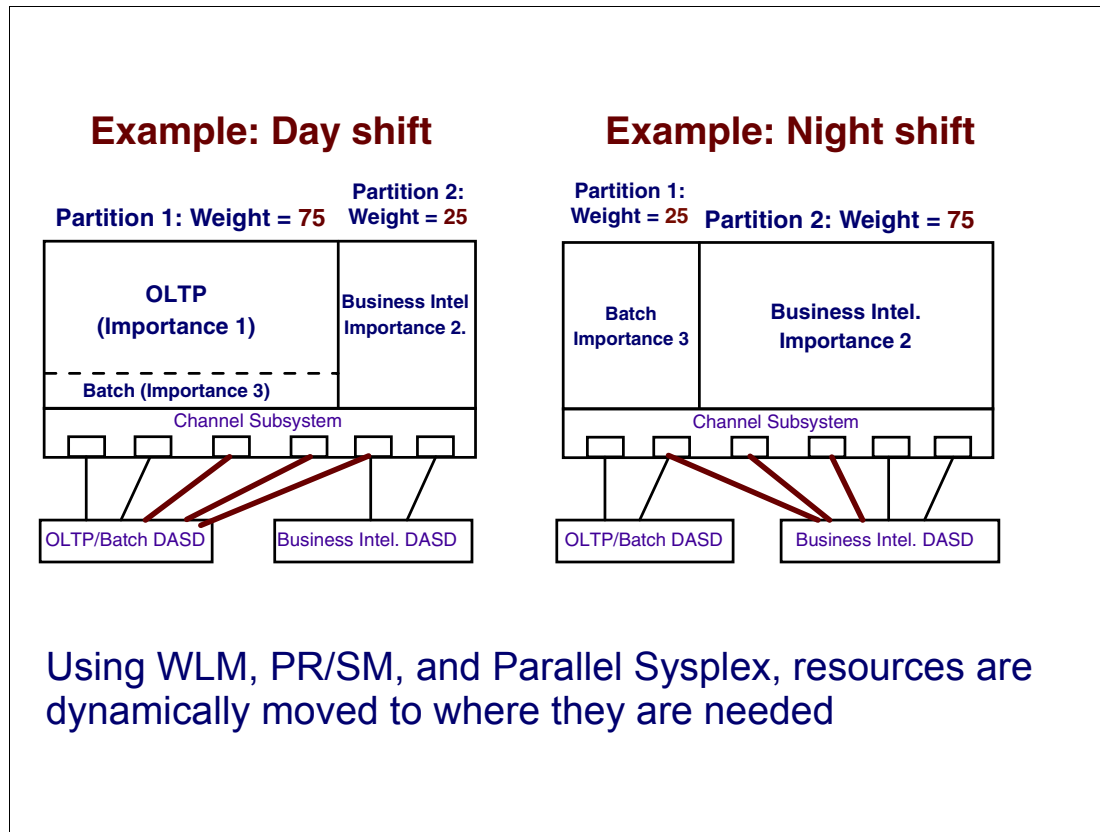 Example: Day shift
Partition 1: Weight = 75
Partition 2:
Weight = 25
OLTP
(Importance 1)
Batch (Importance 3)
Business Intel
Importance 2.
Channel Subsystem
OLTP/Batch DASD
Business Intel. DASD
Example: Night shift
Partition 1:
Weight = 25
Partition 2: Weight = 75
Batch
Importance 3
Business Intel.
Importance 2
Channel Subsystem
OLTP/Batch DASD
Business Intel. DASD
Using WLM, PR/SM, and Parallel Sysplex, resources are
dynamically moved to where they are needed